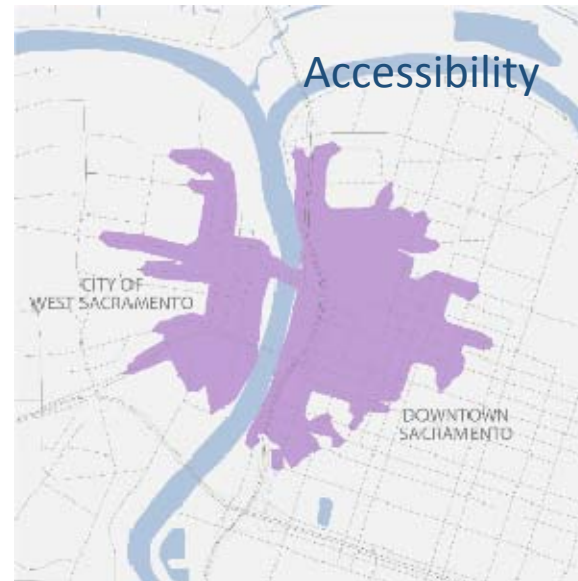 Accessibility
CITY OF
WEST SACRAMENTO
DOWNTOWN
SACRAMENTO